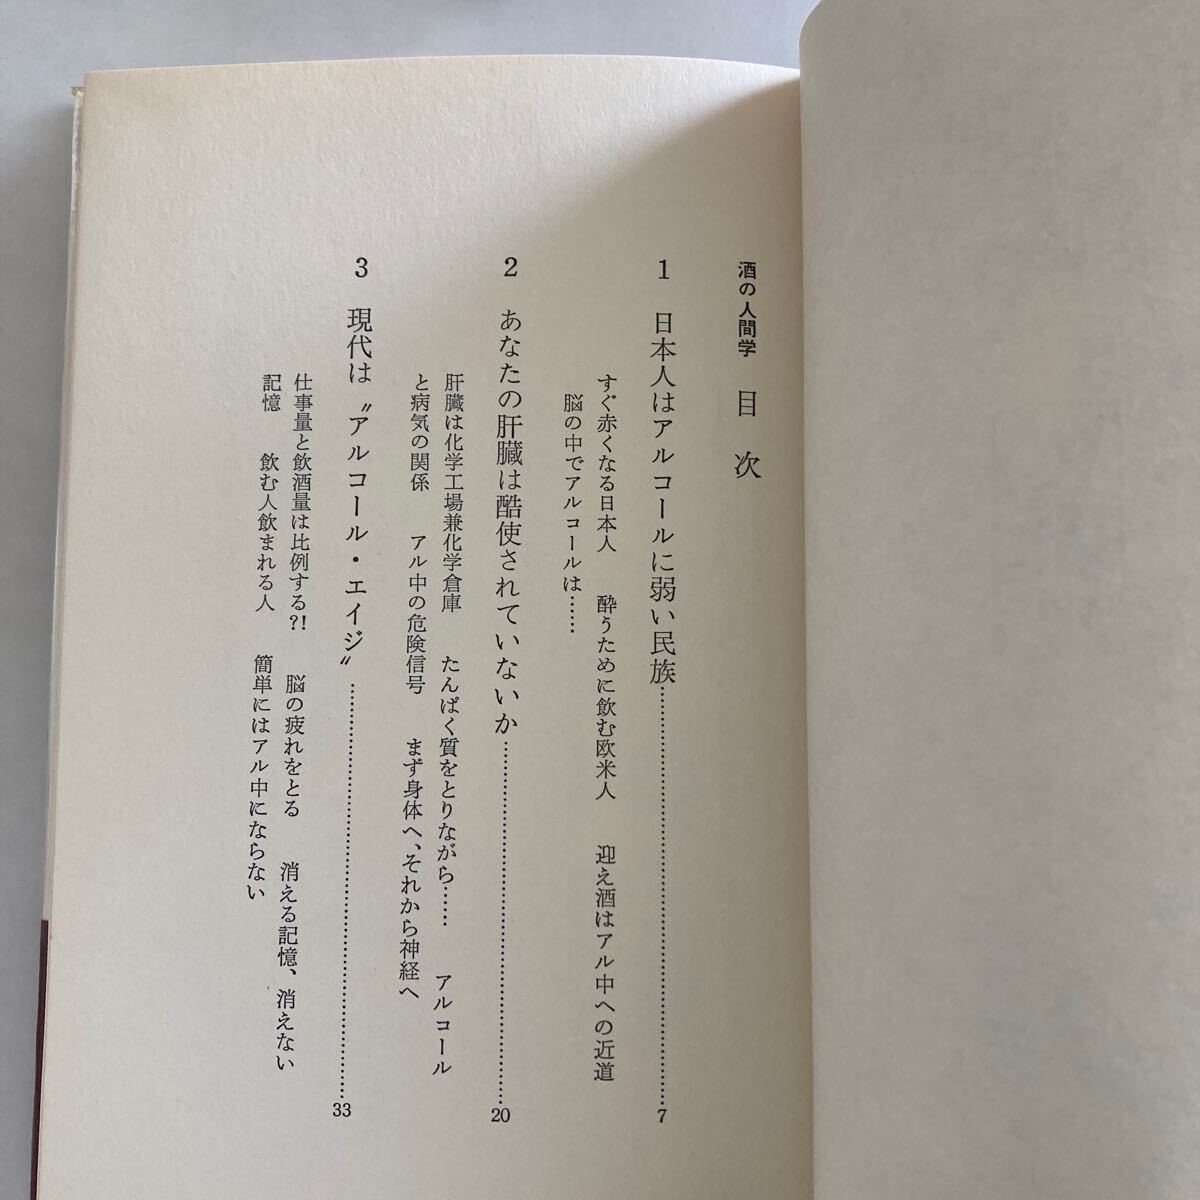 酒の人間学　目次
1　日本人はアルコールに弱い民族……………………7
すぐ赤くなる日本人　酔うために飲む欧米人　迎え酒はアル中への近道
脳の中でアルコールは……
2　あなたの肝臓は酷使されていないか……………………20
肝臓は化学工場兼化学倉庫　たんぱく質をとりながら……　アルコール
と病気の関係　アル中の危険信号　まず身体へ、それから神経へ
3　現代は〝アルコール・エイジ〟……………………33
仕事量と飲酒量は比例する?!　脳の疲れをとる　消える記憶、消えない
記憶　飲む人飲まれる人　簡単にはアル中にならない